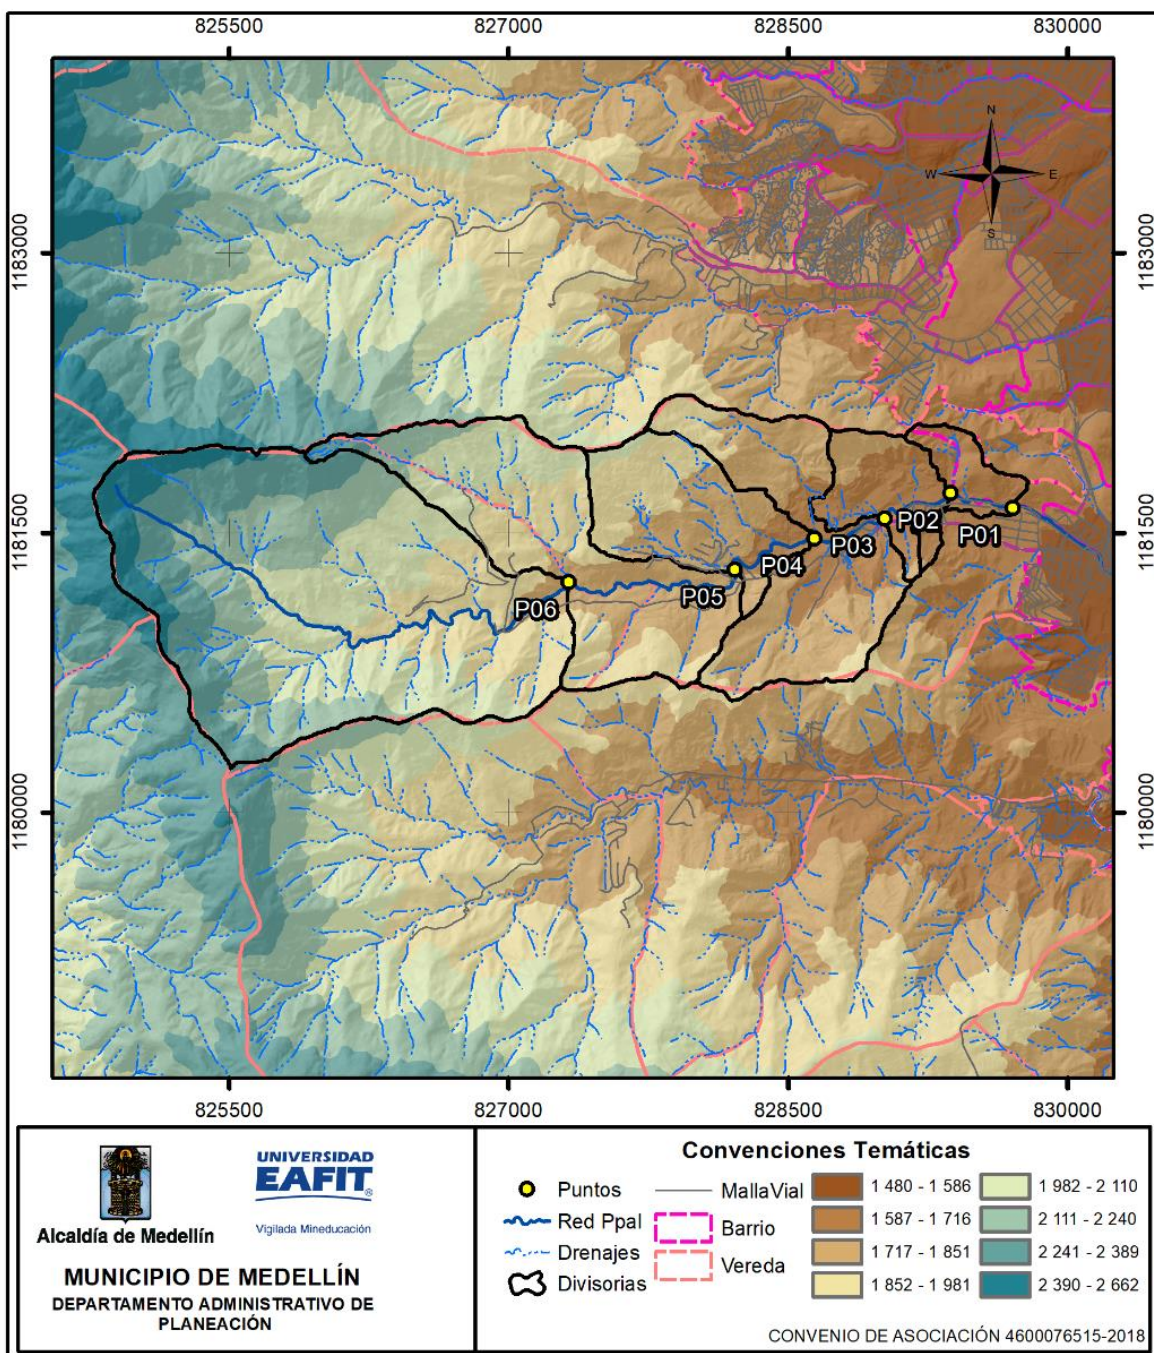 825500 827000 828500 830000
1183000 1183000
N
W E
S
1181500 1181500
P01
P02
P03
P04
P05
P06
1180000 1180000
825500 827000 828500 830000
Alcaldía de Medellín
UNIVERSIDAD
EAFIT®
Vigilada Mineducación
MUNICIPIO DE MEDELLÍN
DEPARTAMENTO ADMINISTRATIVO DE
PLANEACIÓN
Convenciones Temáticas
Puntos
Red Ppal
Drenajes
Divisorias
MallaVial
Barrio
Vereda
1 480 - 1 586
1 587 - 1 716
1 717 - 1 851
1 852 - 1 981
1 982 - 2 110
2 111 - 2 240
2 241 - 2 389
2 390 - 2 662
CONVENIO DE ASOCIACIÓN 4600076515-2018